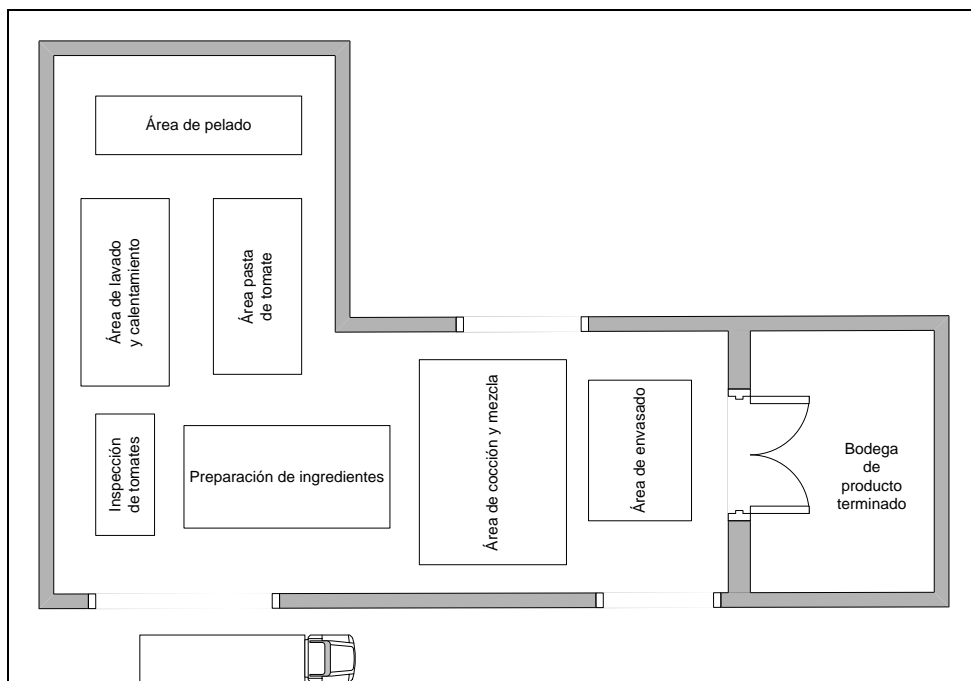 Área de pelado
Área de lavado
y calentamiento
Área pasta
de tomate
Inspección
de tomates
Preparación de ingredientes
Área de cocción y mezcla
Área de envasado
Bodega
de
producto
terminado